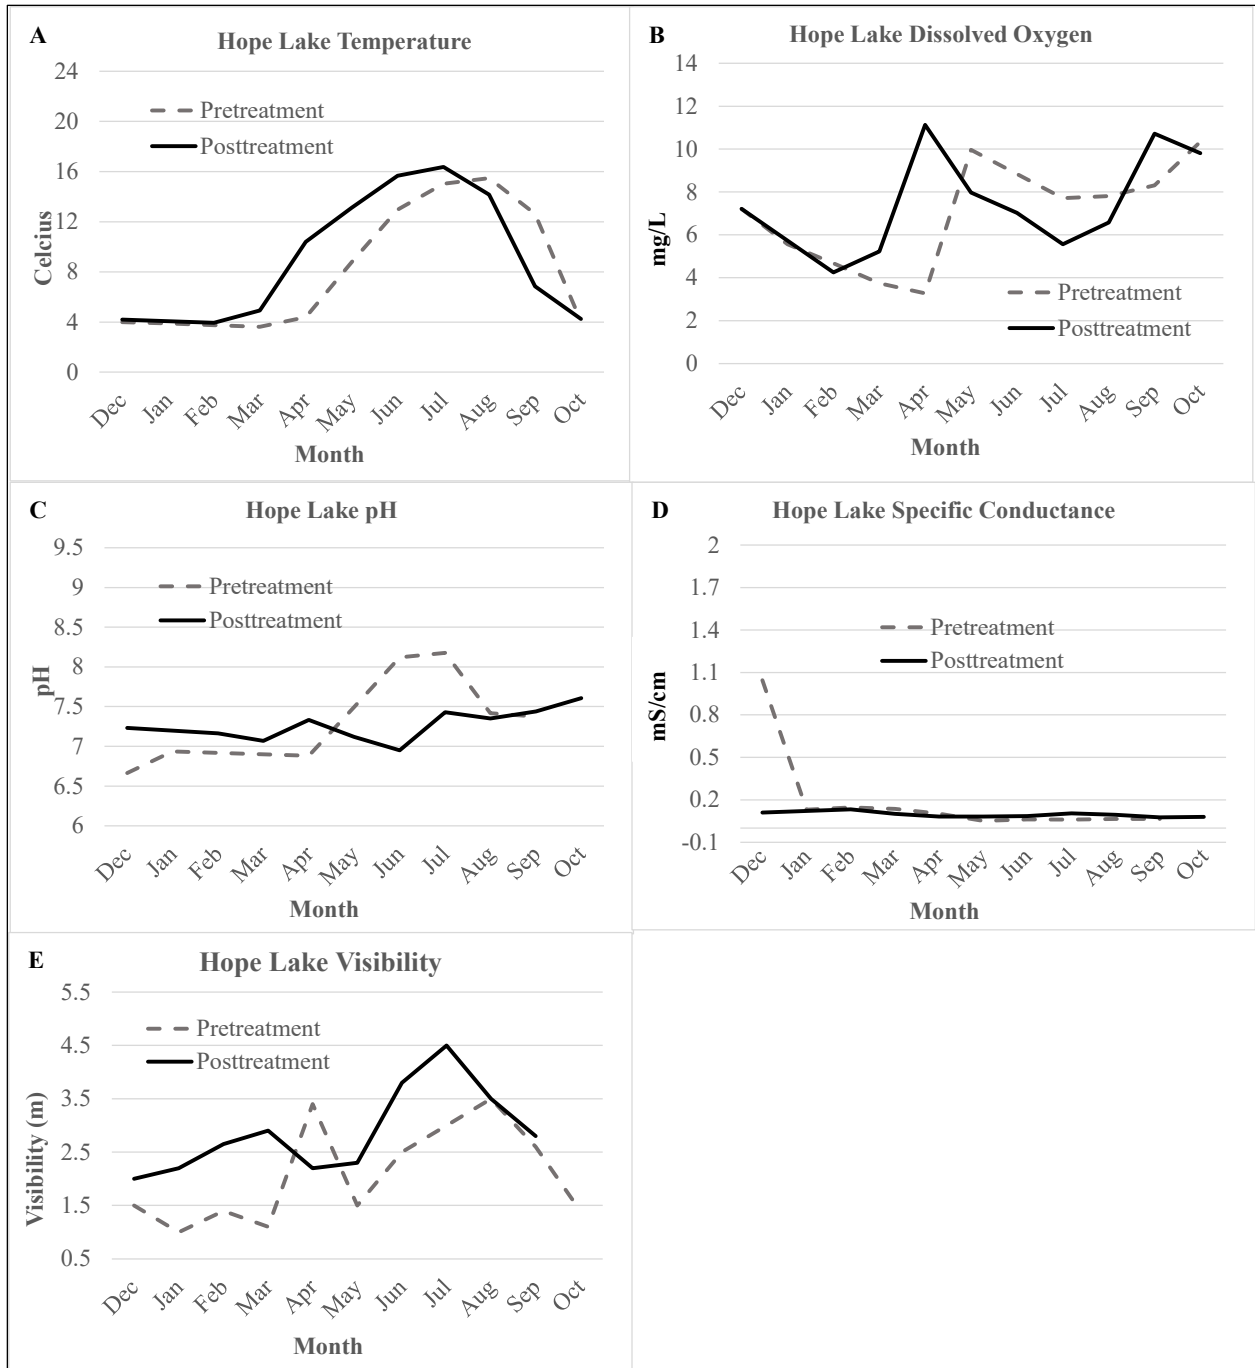 A
Hope Lake Temperature
24
20
16
12
8
4
0
Celcius
Pretreatment
Posttreatment
Dec Jan Feb Mar Apr May Jun Jul Aug Sep Oct
Month
B
Hope Lake Dissolved Oxygen
14
12
10
8
6
4
2
0
mg/L
Pretreatment
Posttreatment
Dec Jan Feb Mar Apr May Jun Jul Aug Sep Oct
Month
C
Hope Lake pH
9.5
9
8.5
8
7.5
7
6.5
6
pH
Pretreatment
Posttreatment
Dec Jan Feb Mar Apr May Jun Jul Aug Sep Oct
Month
D
Hope Lake Specific Conductance
2
1.7
1.4
1.1
0.8
0.5
0.2
-0.1
mS/cm
Pretreatment
Posttreatment
Dec Jan Feb Mar Apr May Jun Jul Aug Sep Oct
Month
E
Hope Lake Visibility
5.5
4.5
3.5
2.5
1.5
0.5
Visibility (m)
Pretreatment
Posttreatment
Dec Jan Feb Mar Apr May Jun Jul Aug Sep Oct
Month